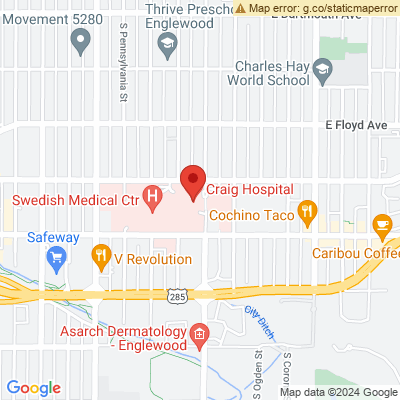 Map error: g.co/staticmaperror
Movement 5280
Thrive Presch
Englewood
E Dartmouth Ave
S Pennsylvania St
Charles Hay
World School
E Floyd Ave
Craig Hospital
Swedish Medical Ctr
H
Cochino Taco
Safeway
V Revolution
Caribou Coffe
285
City Ditch
Asarch Dermatology
- Englewood
S Ogden St
S Coron
Google
Map data ©2024 Google